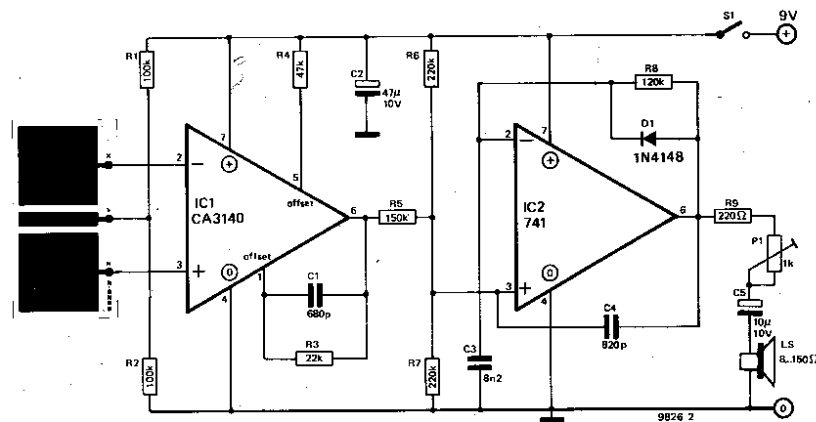 S1
9V
+
R1
100k
R4
47k
C2
47µ
10V
R6
220k
R8
120k
D1
1N4148
7
+
2
−
5
offset
IC1
CA3140
6
R5
150k
3
+
offset
1
0
4
C1
680p
R3
22k
R2
100k
7
+
2
−
IC2
741
6
3
+
0
4
R9
220Ω
P1
1k
C5
10µ
10V
C4
820p
C3
8n2
R7
220k
LS
8...150Ω
0
9826 2